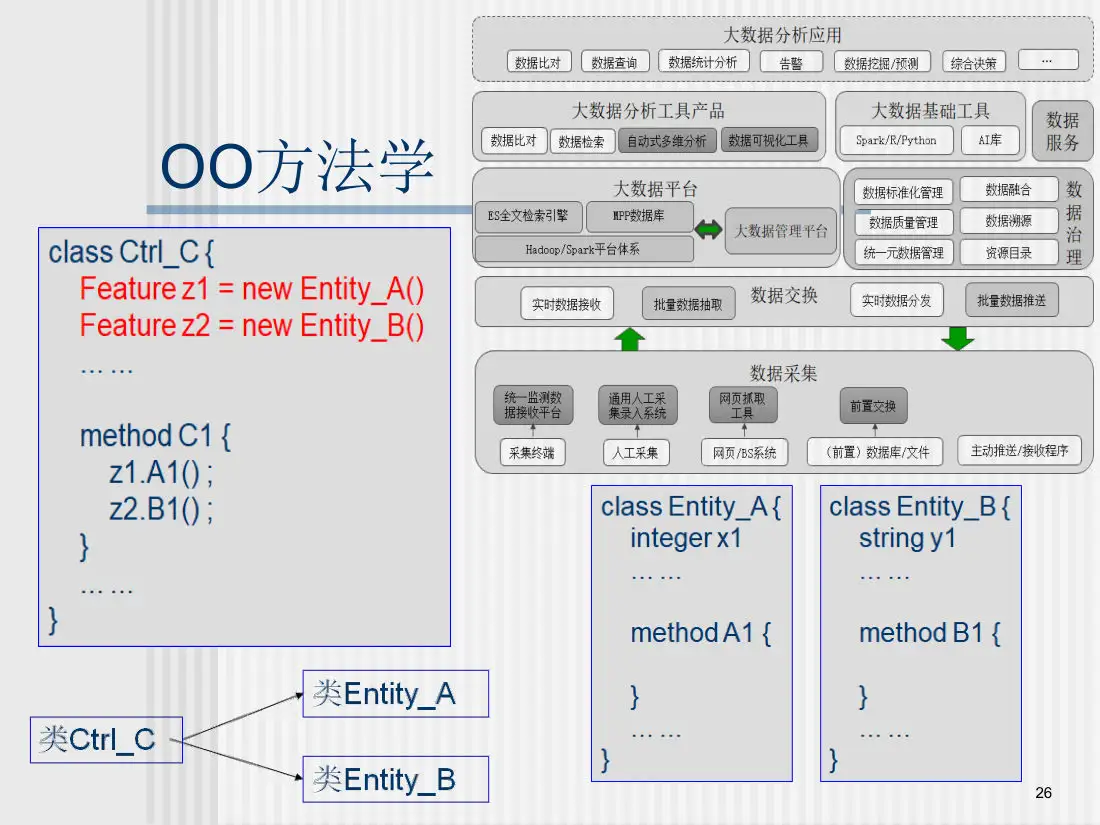 OO方法学
class Ctrl_C {
Feature z1 = new Entity_A()
Feature z2 = new Entity_B()
… …
method C1 {
z1.A1() ;
z2.B1() ;
}
… …
}
大数据分析应用
数据比对 数据查询 数据统计分析 告警 数据挖掘/预测 综合决策 …
大数据分析工具产品
数据比对 数据检索 自动式多维分析 数据可视化工具
大数据基础工具
Spark/R/Python AI库
数据
服务
大数据平台
ES全文检索引擎 MPP数据库
Hadoop/Spark平台体系
大数据管理平台
数据标准化管理 数据融合
数据质量管理 数据溯源
统一元数据管理 资源目录
数
据
治
理
数据交换
实时数据接收 批量数据抽取 实时数据分发 批量数据推送
数据采集
统一监测数
据接收平台
通用人工采
集录入系统
网页抓取
工具
前置交换
采集终端 人工采集 网页/BS系统 (前置) 数据库/文件 主动推送/接收程序
class Entity_A {
integer x1
… …
method A1 {
}
… …
}
class Entity_B {
string y1
… …
method B1 {
}
… …
}
类Ctrl_C
类Entity_A
类Entity_B
26